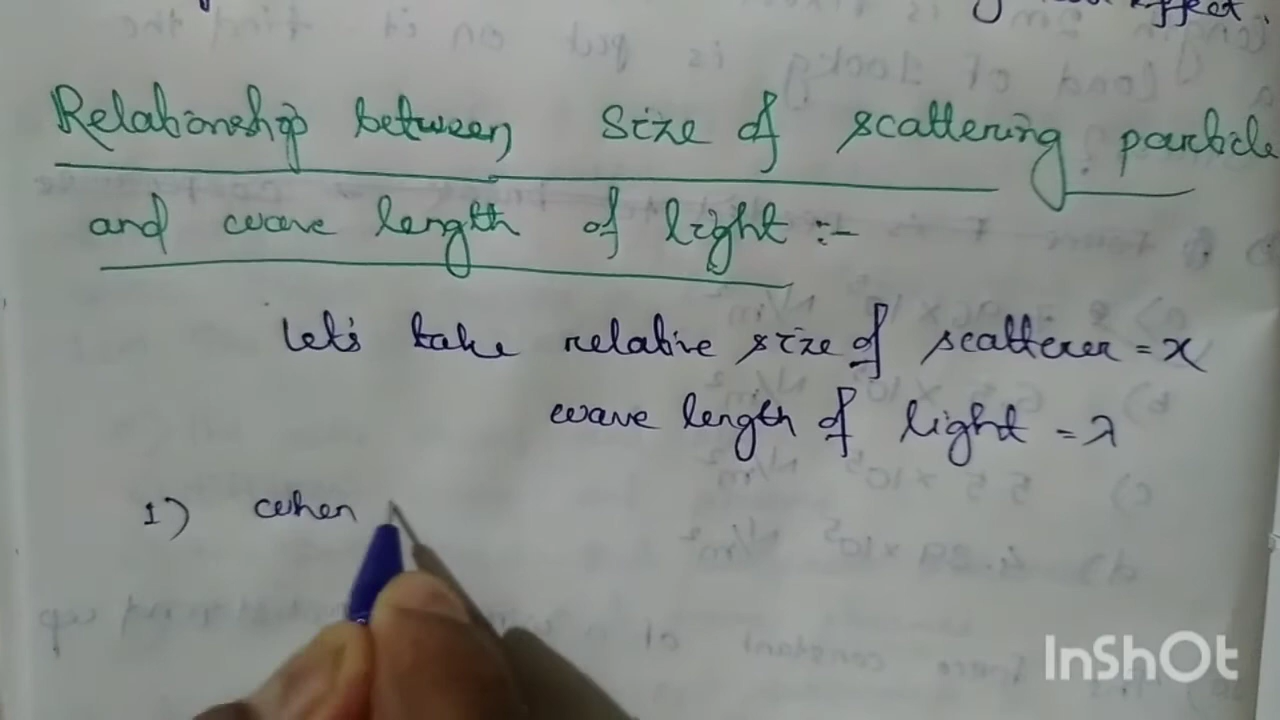 effect.
Relationship between size of scattering particle
and wave length of light :-
Let's take relative size of scatterer = x
wave length of light = λ
1) when
InShOt